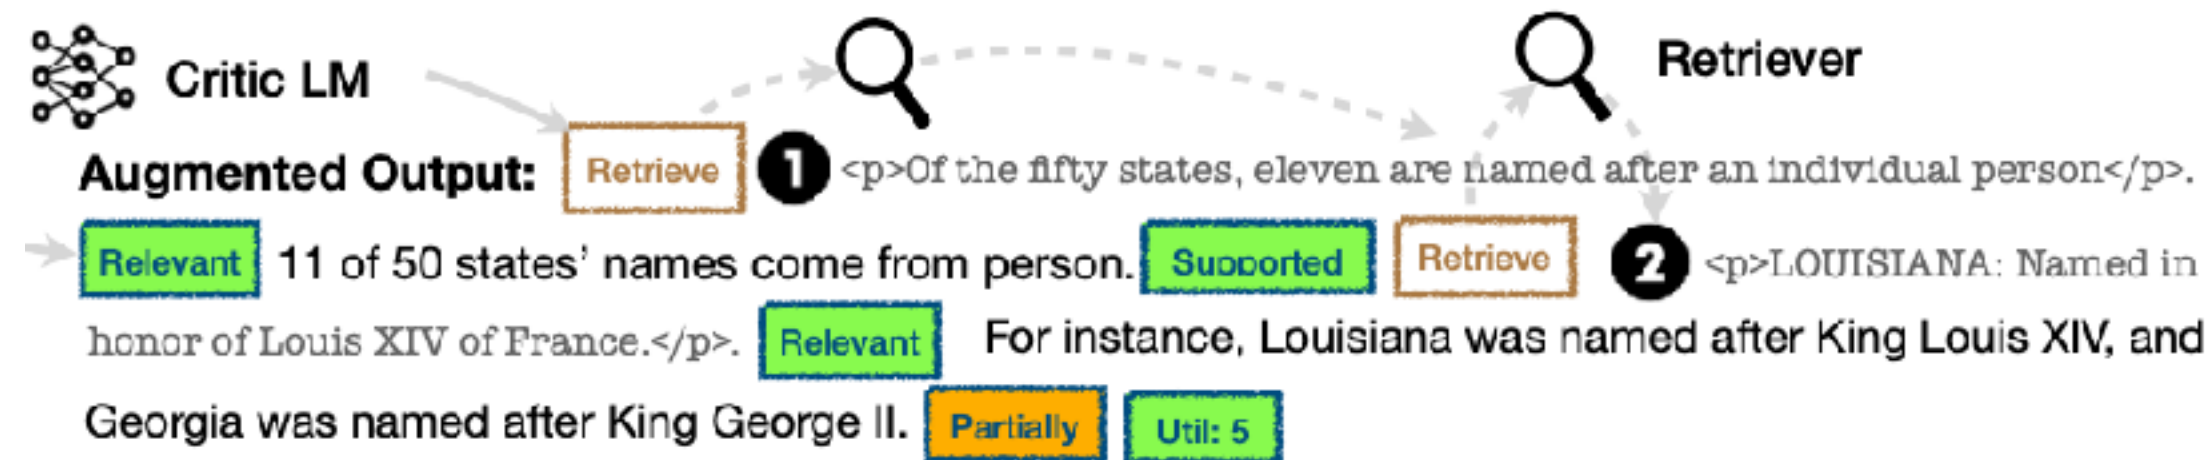 Critic LM Retriever
Augmented Output: Retrieve 1 <p>Of the fifty states, eleven are named after an individual person</p>.
Relevant 11 of 50 states' names come from person. Supported Retrieve 2 <p>LOUISIANA: Named in
honor of Louis XIV of France.</p>. Relevant For instance, Louisiana was named after King Louis XIV, and
Georgia was named after King George II. Partially Util: 5